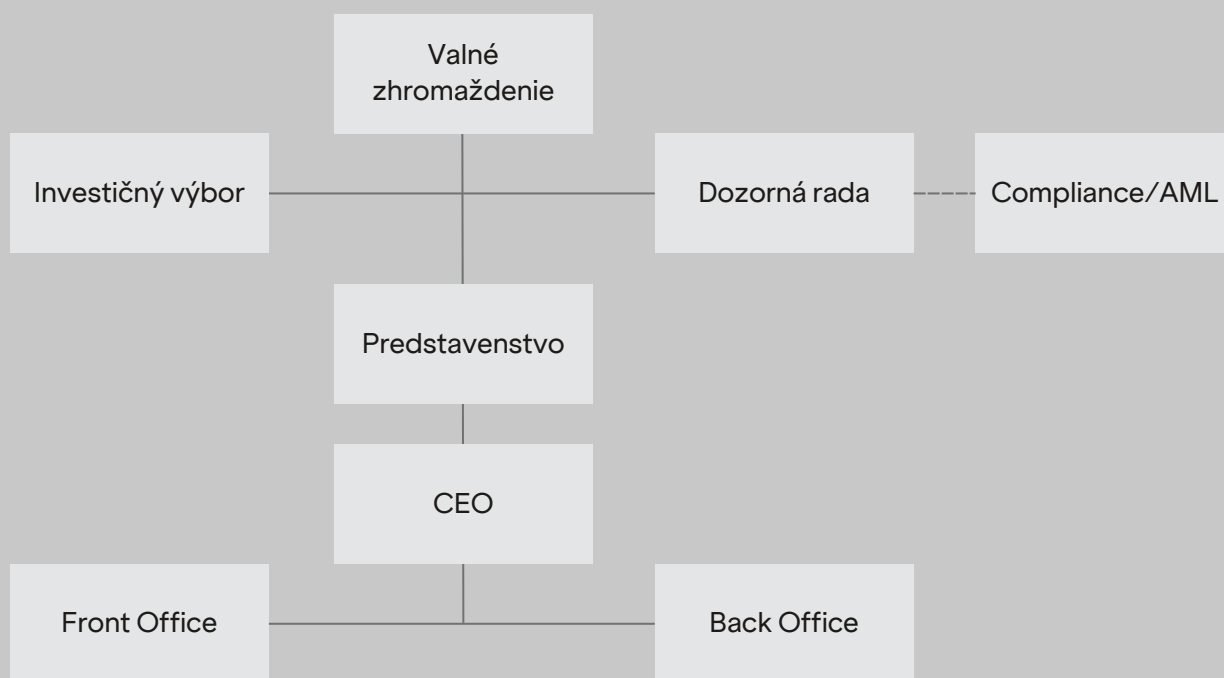 Valné
zhromaždenie
Investičný výbor
Dozorná rada
Compliance/AML
Predstavenstvo
CEO
Front Office
Back Office